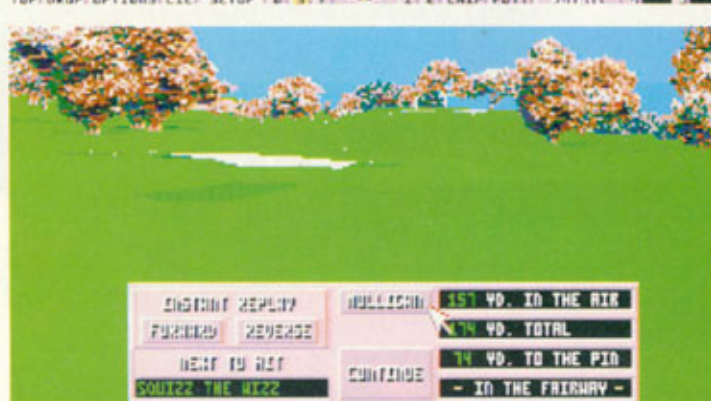 INSTANT REPLAY
FORWARD REVERSE
NEXT TO HIT
SQUIZZ THE WIZZ
MULLIGAN
CONTINUE
157 YD. IN THE AIR
174 YD. TOTAL
74 YD. TO THE PIN
- IN THE FAIRWAY -